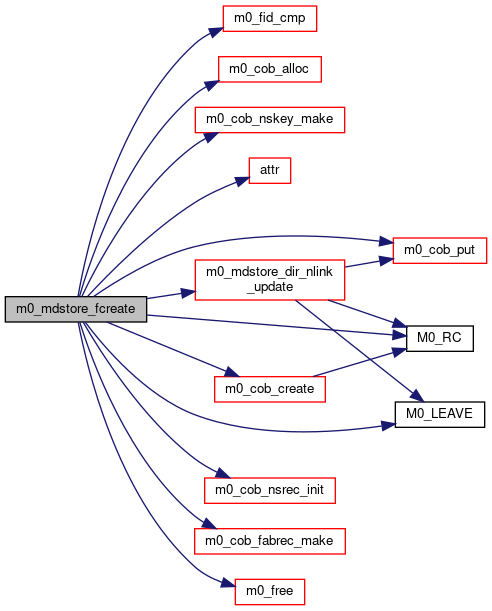 m0_fid_cmp
m0_cob_alloc
m0_cob_nskey_make
attr
m0_cob_put
m0_mdstore_dir_nlink
_update
m0_mdstore_fcreate
M0_RC
m0_cob_create
M0_LEAVE
m0_cob_nsrec_init
m0_cob_fabrec_make
m0_free